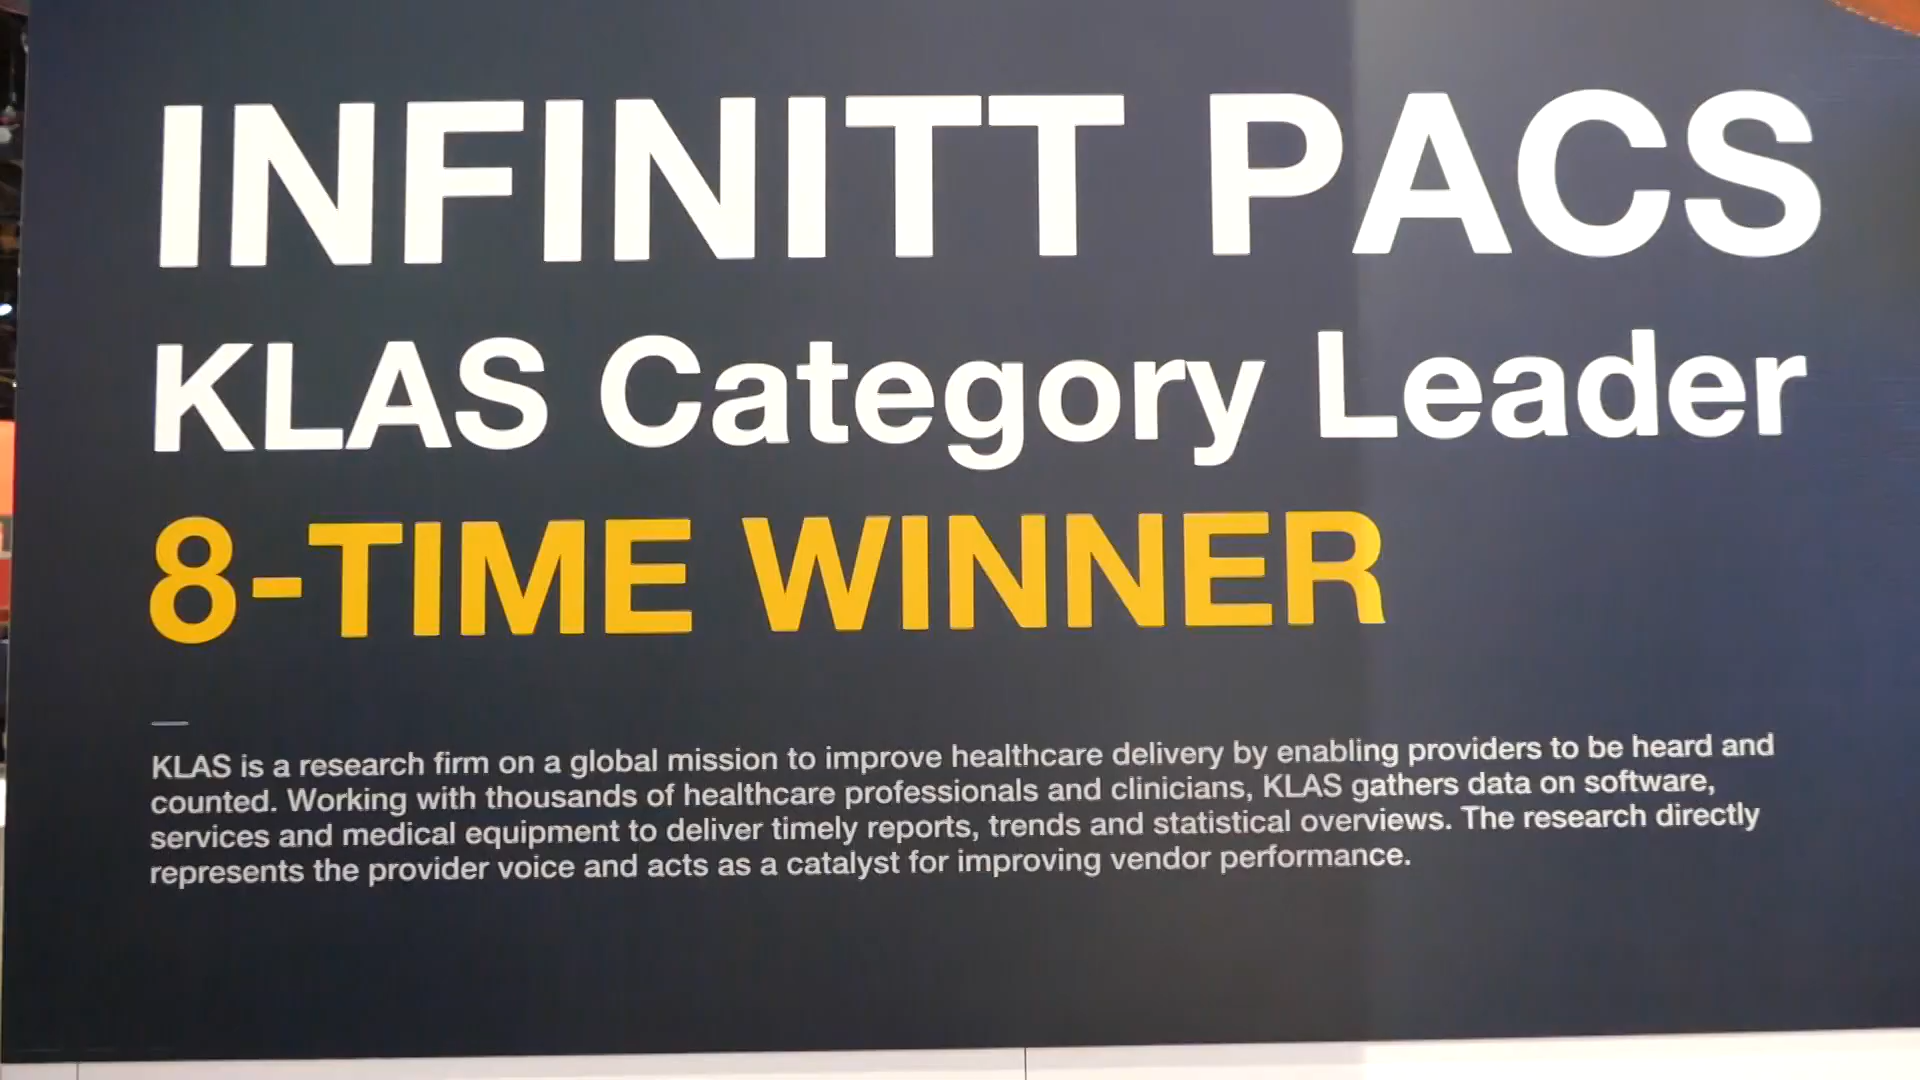 INFINITT PACS
KLAS Category Leader
8-TIME WINNER
KLAS is a research firm on a global mission to improve healthcare delivery by enabling providers to be heard and
counted. Working with thousands of healthcare professionals and clinicians, KLAS gathers data on software,
services and medical equipment to deliver timely reports, trends and statistical overviews. The research directly
represents the provider voice and acts as a catalyst for improving vendor performance.